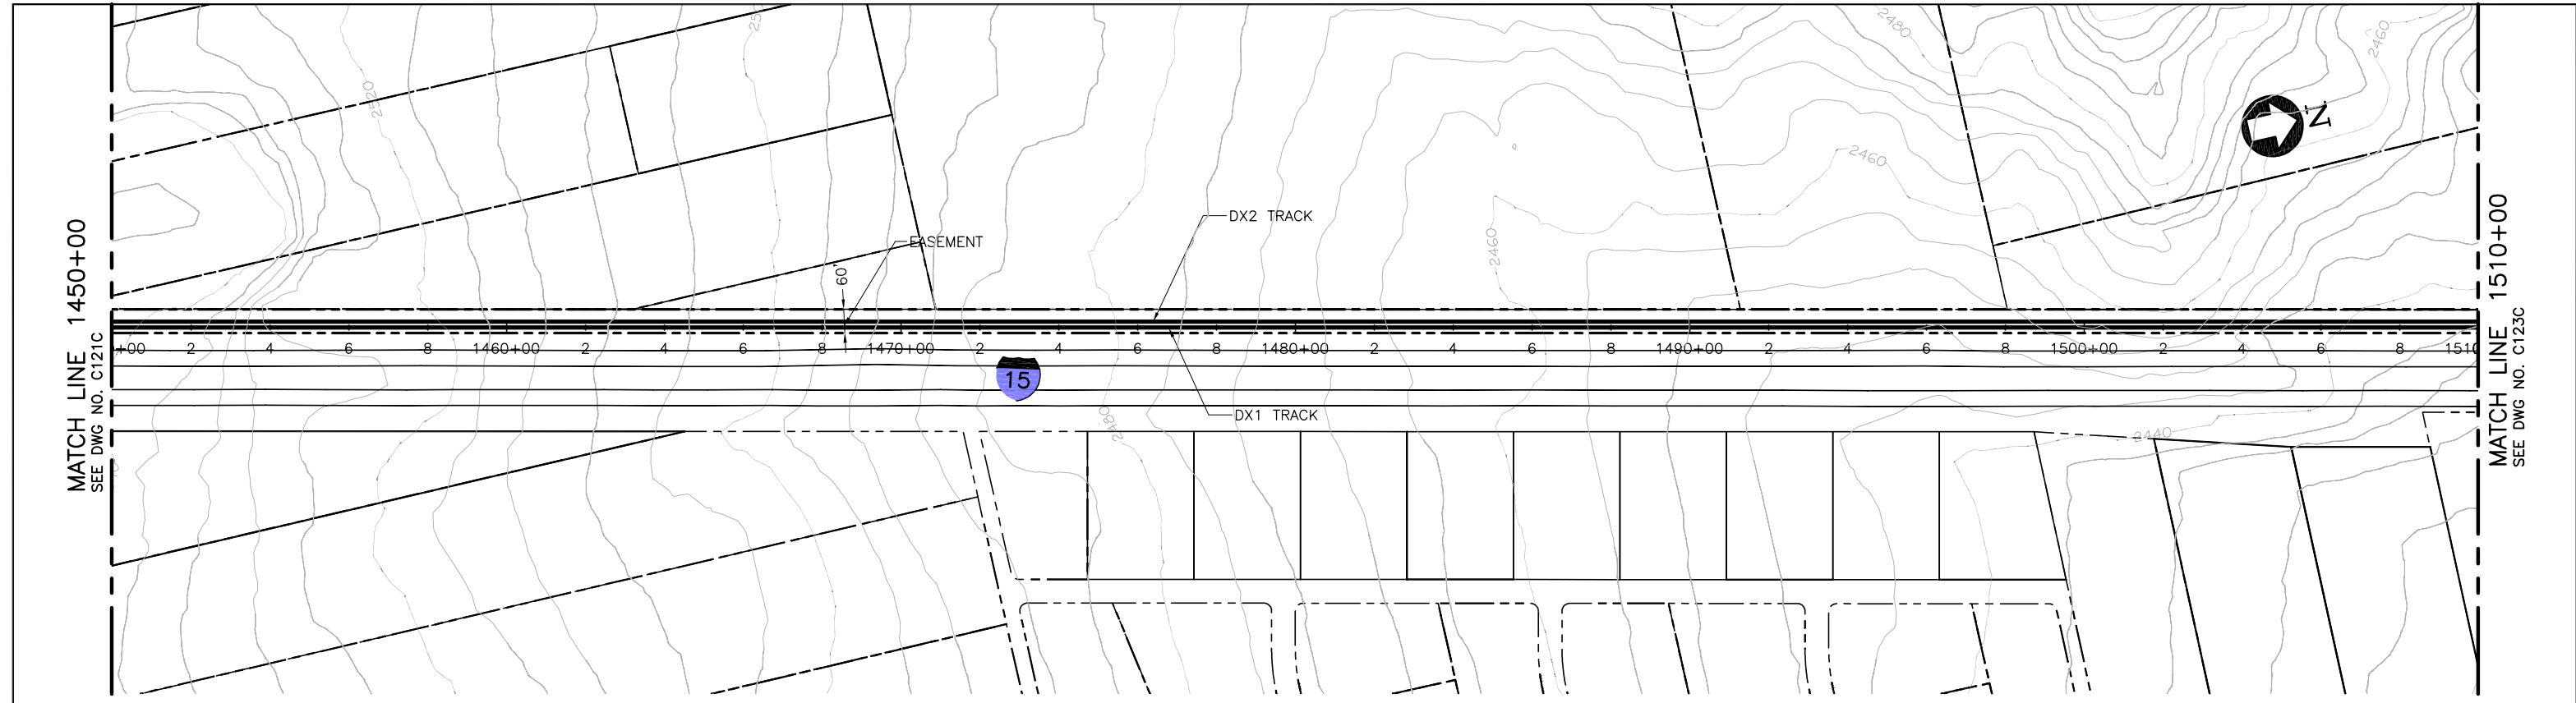 MATCH LINE 1450+00
SEE DWG NO. C121C
2520
2480
2460
N
DX2 TRACK
EASEMENT
60'
2460
2460
+00 2 4 6 8 1460+00 2 4 6 8 1470+00 2 4 6 8 1480+00 2 4 6 8 1490+00 2 4 6 8 1500+00 2 4 6 8 1510
15
DX1 TRACK
2480
2440
MATCH LINE 1510+00
SEE DWG NO. C123C